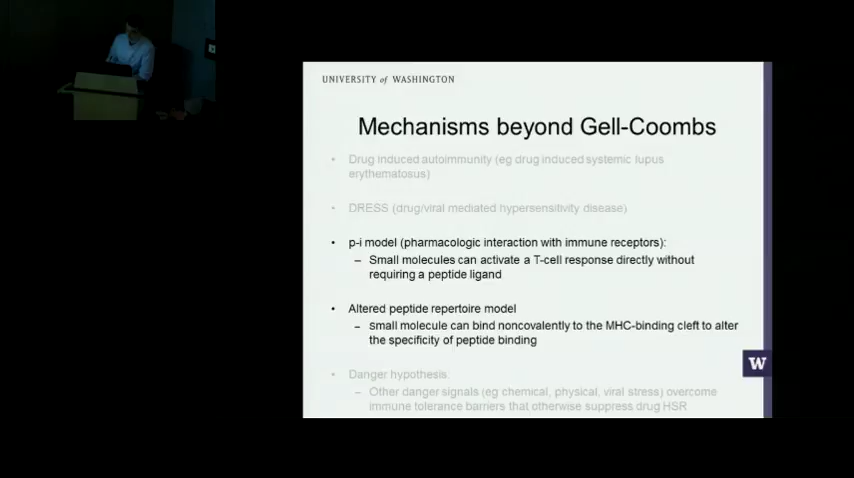 UNIVERSITY of WASHINGTON
Mechanisms beyond Gell-Coombs
• Drug induced autoimmunity (eg drug induced systemic lupus
erythematosus)
• DRESS (drug/viral mediated hypersensitivity disease)
• p-i model (pharmacologic interaction with immune receptors):
– Small molecules can activate a T-cell response directly without
requiring a peptide ligand
• Altered peptide repertoire model
– small molecule can bind noncovalently to the MHC-binding cleft to alter
the specificity of peptide binding
W
• Danger hypothesis:
– Other danger signals (eg chemical, physical, viral stress) overcome
immune tolerance barriers that otherwise suppress drug HSR